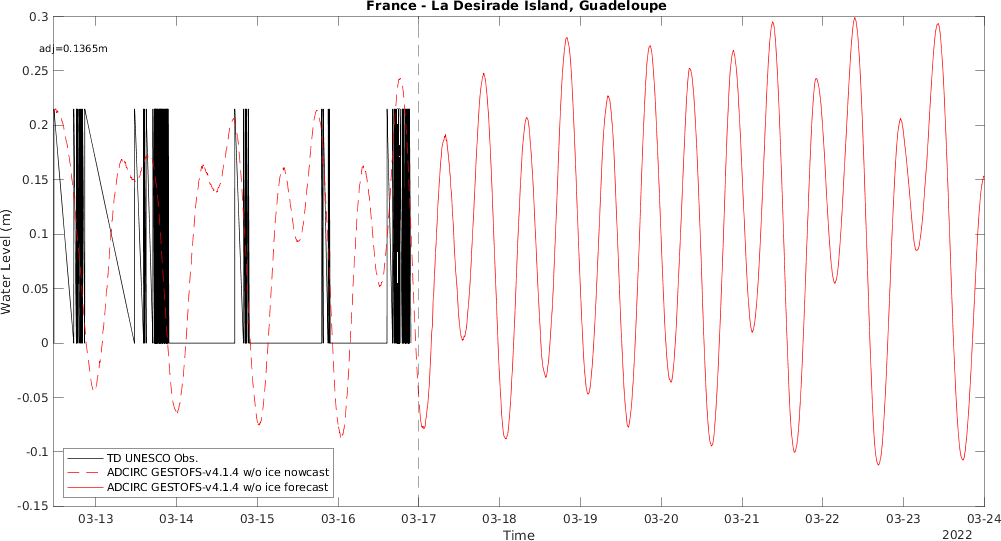 France - La Desirade Island, Guadeloupe
adj=0.1365m
0.3
0.25
0.2
0.15
0.1
0.05
0
-0.05
-0.1
-0.15
Water Level (m)
TD UNESCO Obs.
ADCIRC GESTOFS-v4.1.4 w/o ice nowcast
ADCIRC GESTOFS-v4.1.4 w/o ice forecast
03-13 03-14 03-15 03-16 03-17 03-18 03-19 03-20 03-21 03-22 03-23 03-24
Time
2022